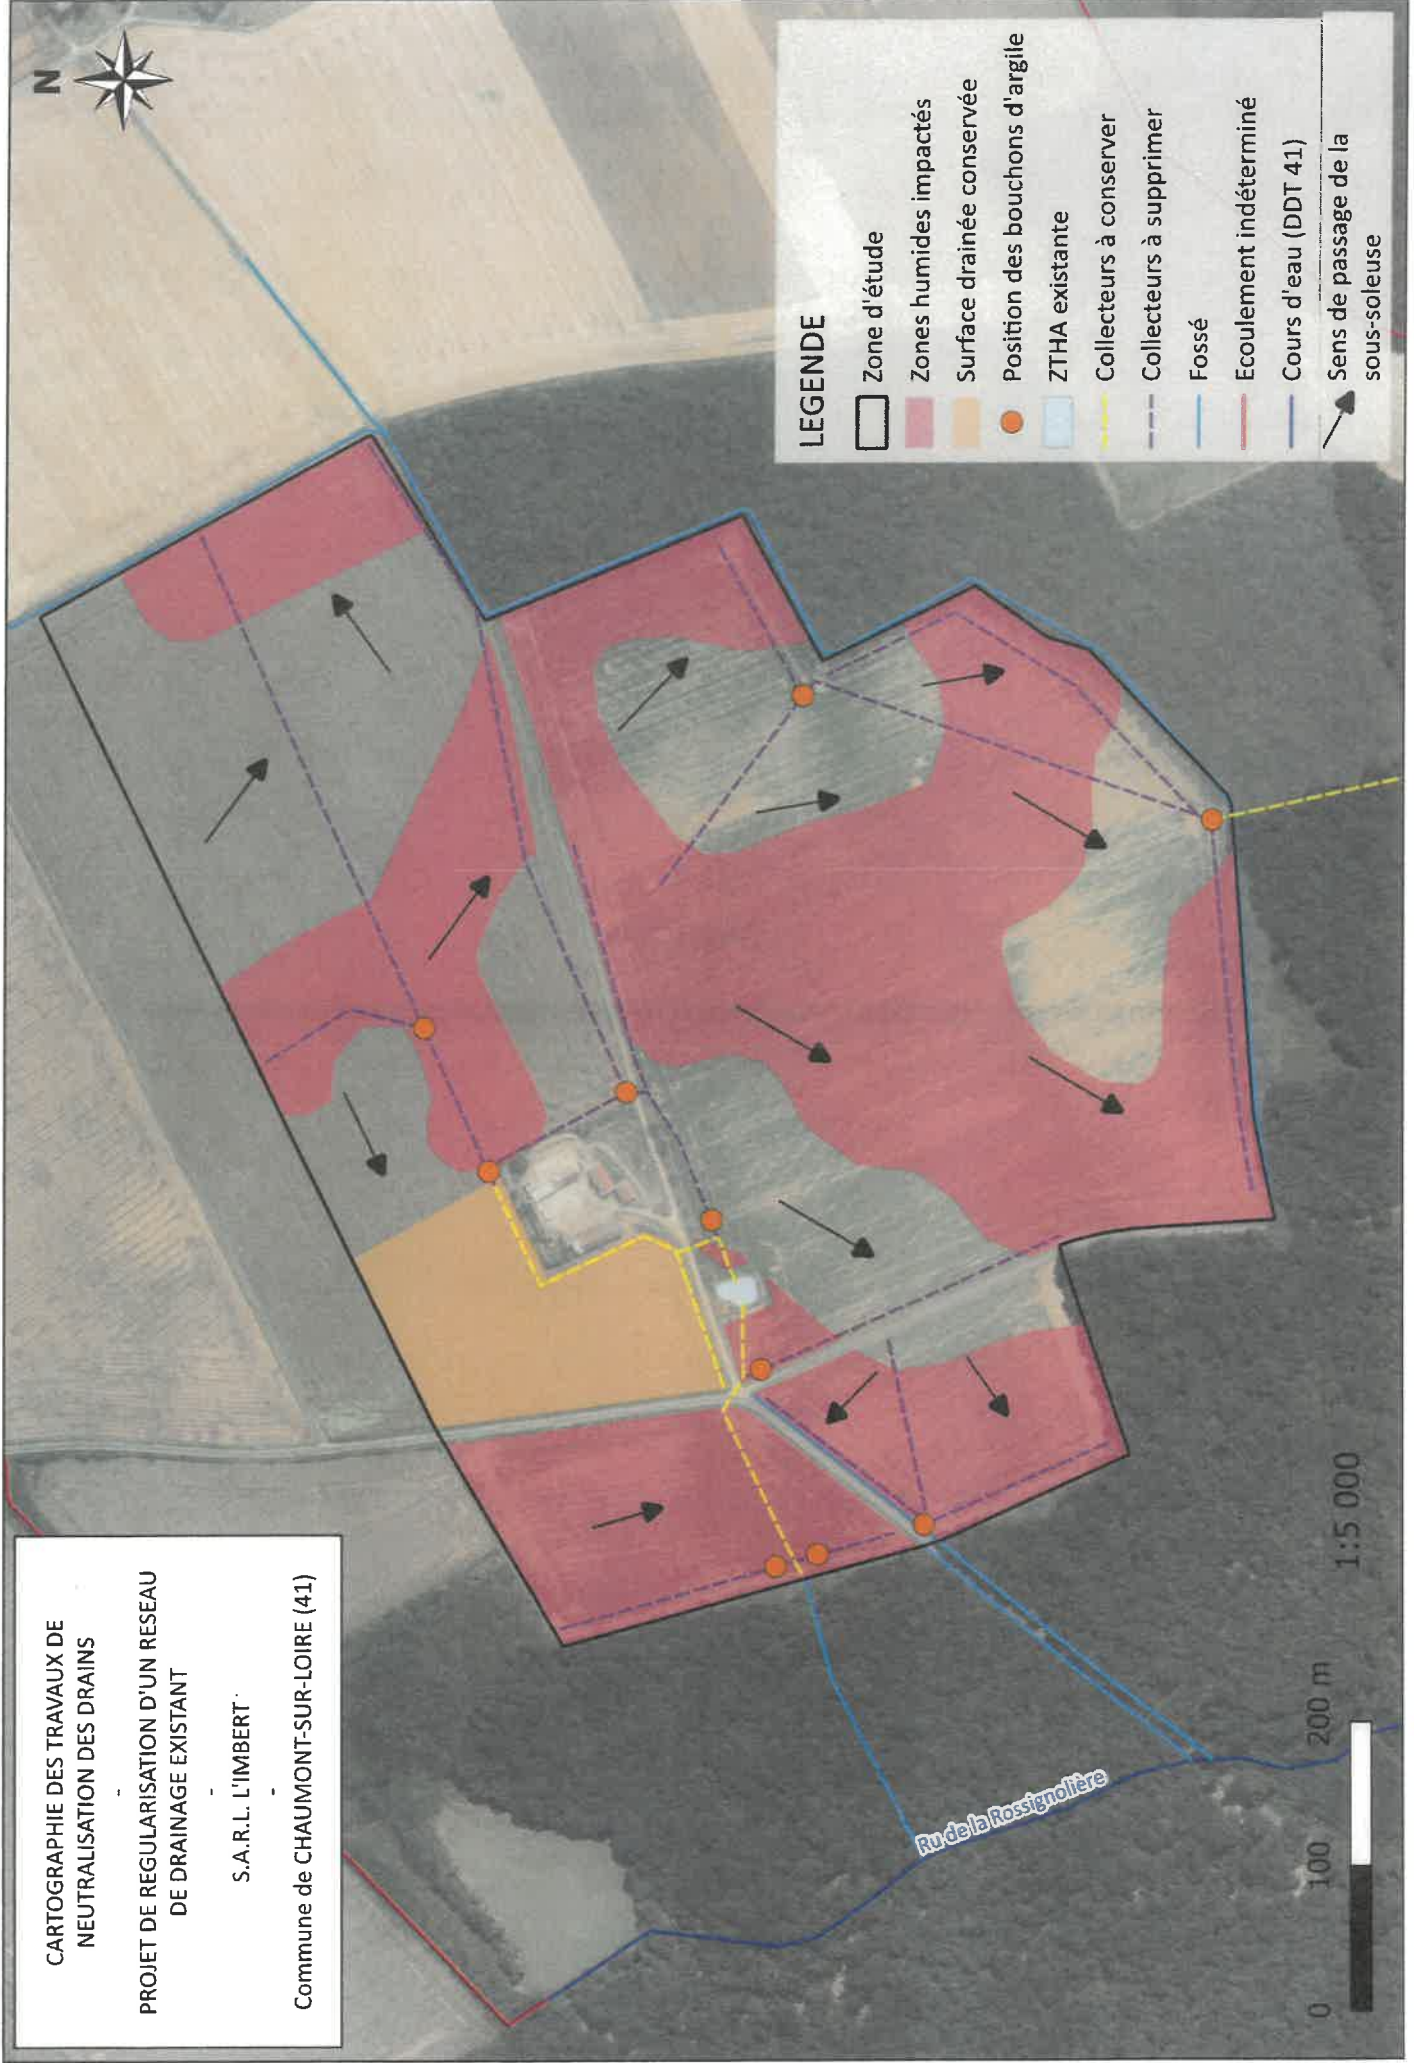 CARTOGRAPHIE DES TRAVAUX DE
NEUTRALISATION DES DRAINS
-
PROJET DE REGULARISATION D'UN RESEAU
DE DRAINAGE EXISTANT
-
S.A.R.L. L'IMBERT
-
Commune de CHAUMONT-SUR-LOIRE (41)
N
LEGENDE
Zone d'étude
Zones humides impactés
Surface drainée conservée
Position des bouchons d'argile
ZTHA existante
Collecteurs à conserver
Collecteurs à supprimer
Fossé
Ecoulement indéterminé
Cours d'eau (DDT 41)
Sens de passage de la
sous-soleuse
Ru de la Rossignolière
0 100 200 m
1:5 000